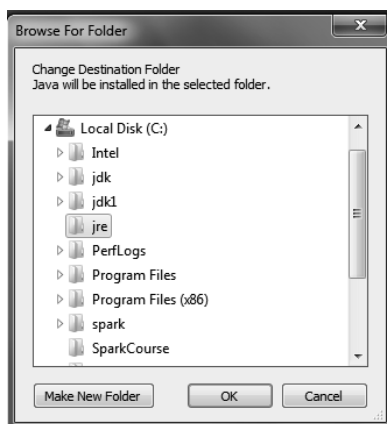 Browse For Folder
x
Change Destination Folder
Java will be installed in the selected folder.
Local Disk (C:)
Intel
jdk
jdk1
jre
PerfLogs
Program Files
Program Files (x86)
spark
SparkCourse
Make New Folder OK Cancel